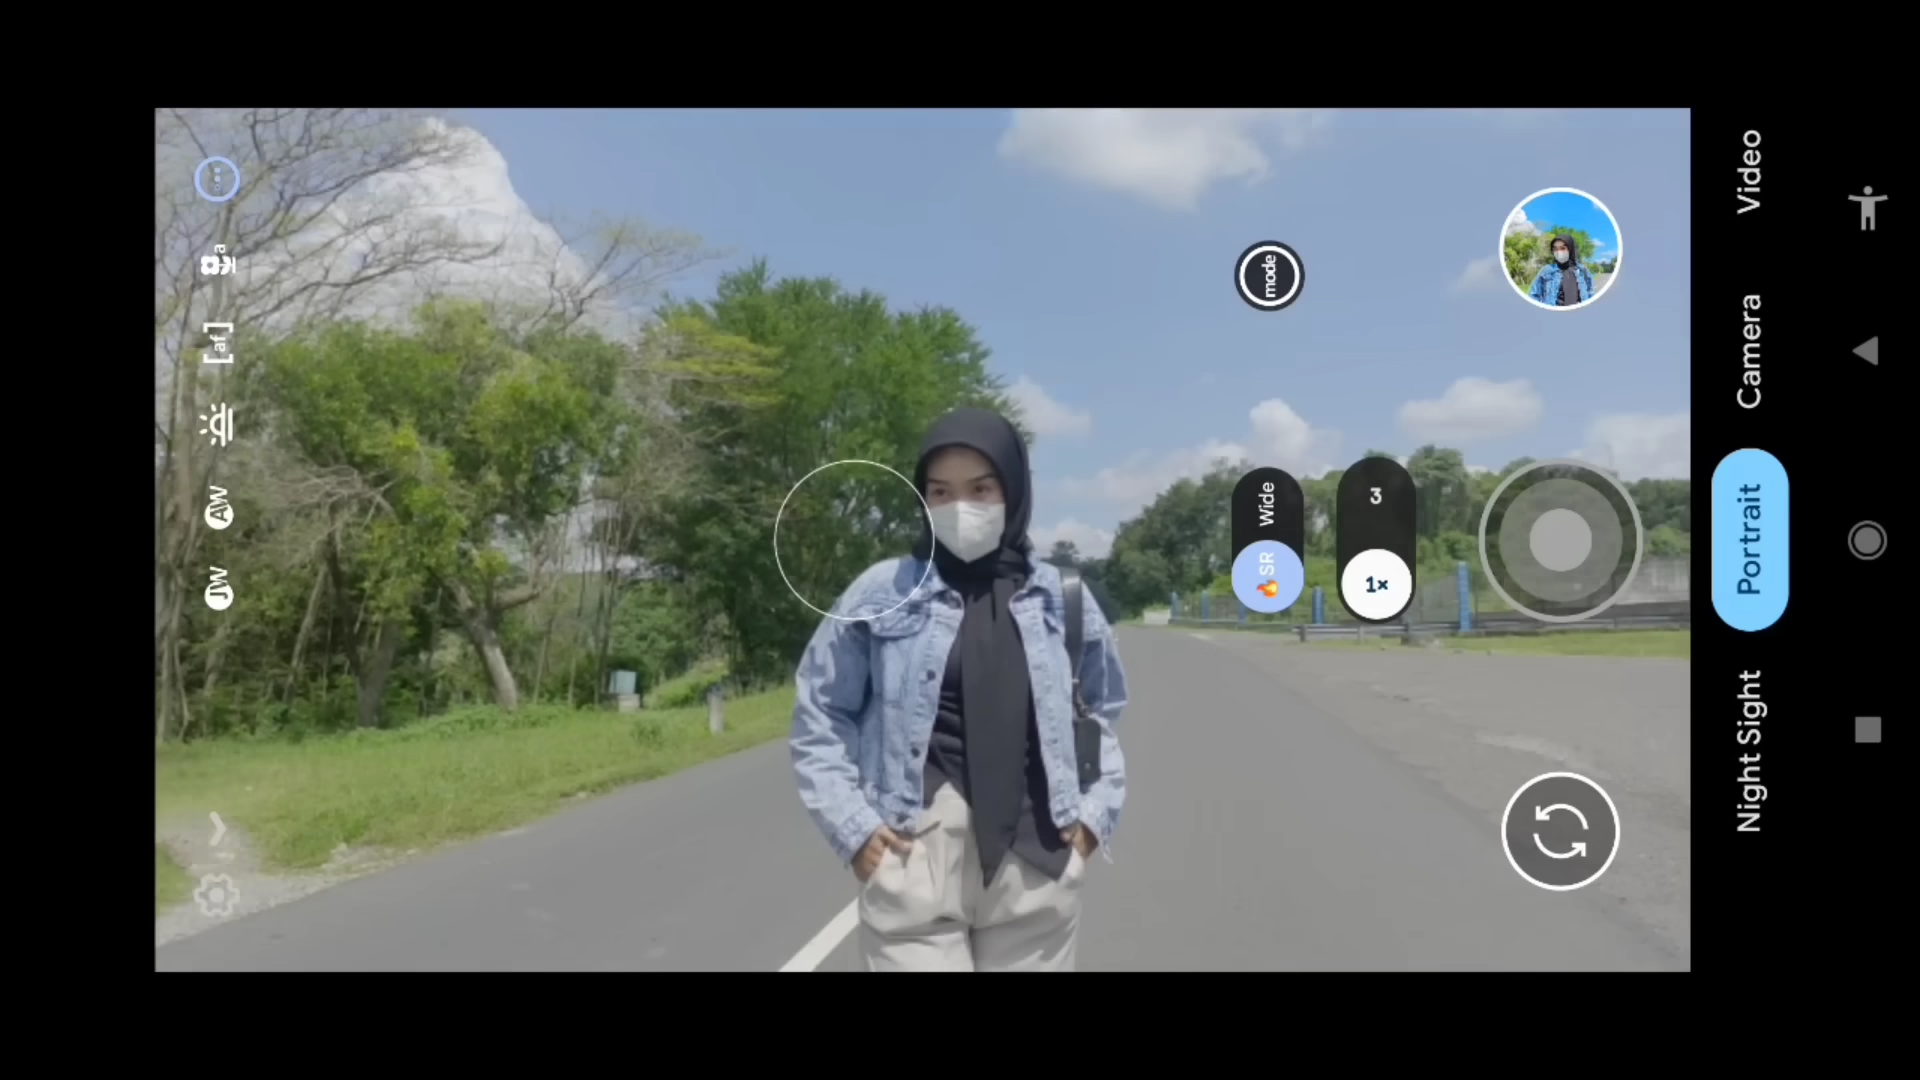 a
[af]
AW
JW
mode
Wide
SR
3
1×
Video
Camera
Portrait
Night Sight